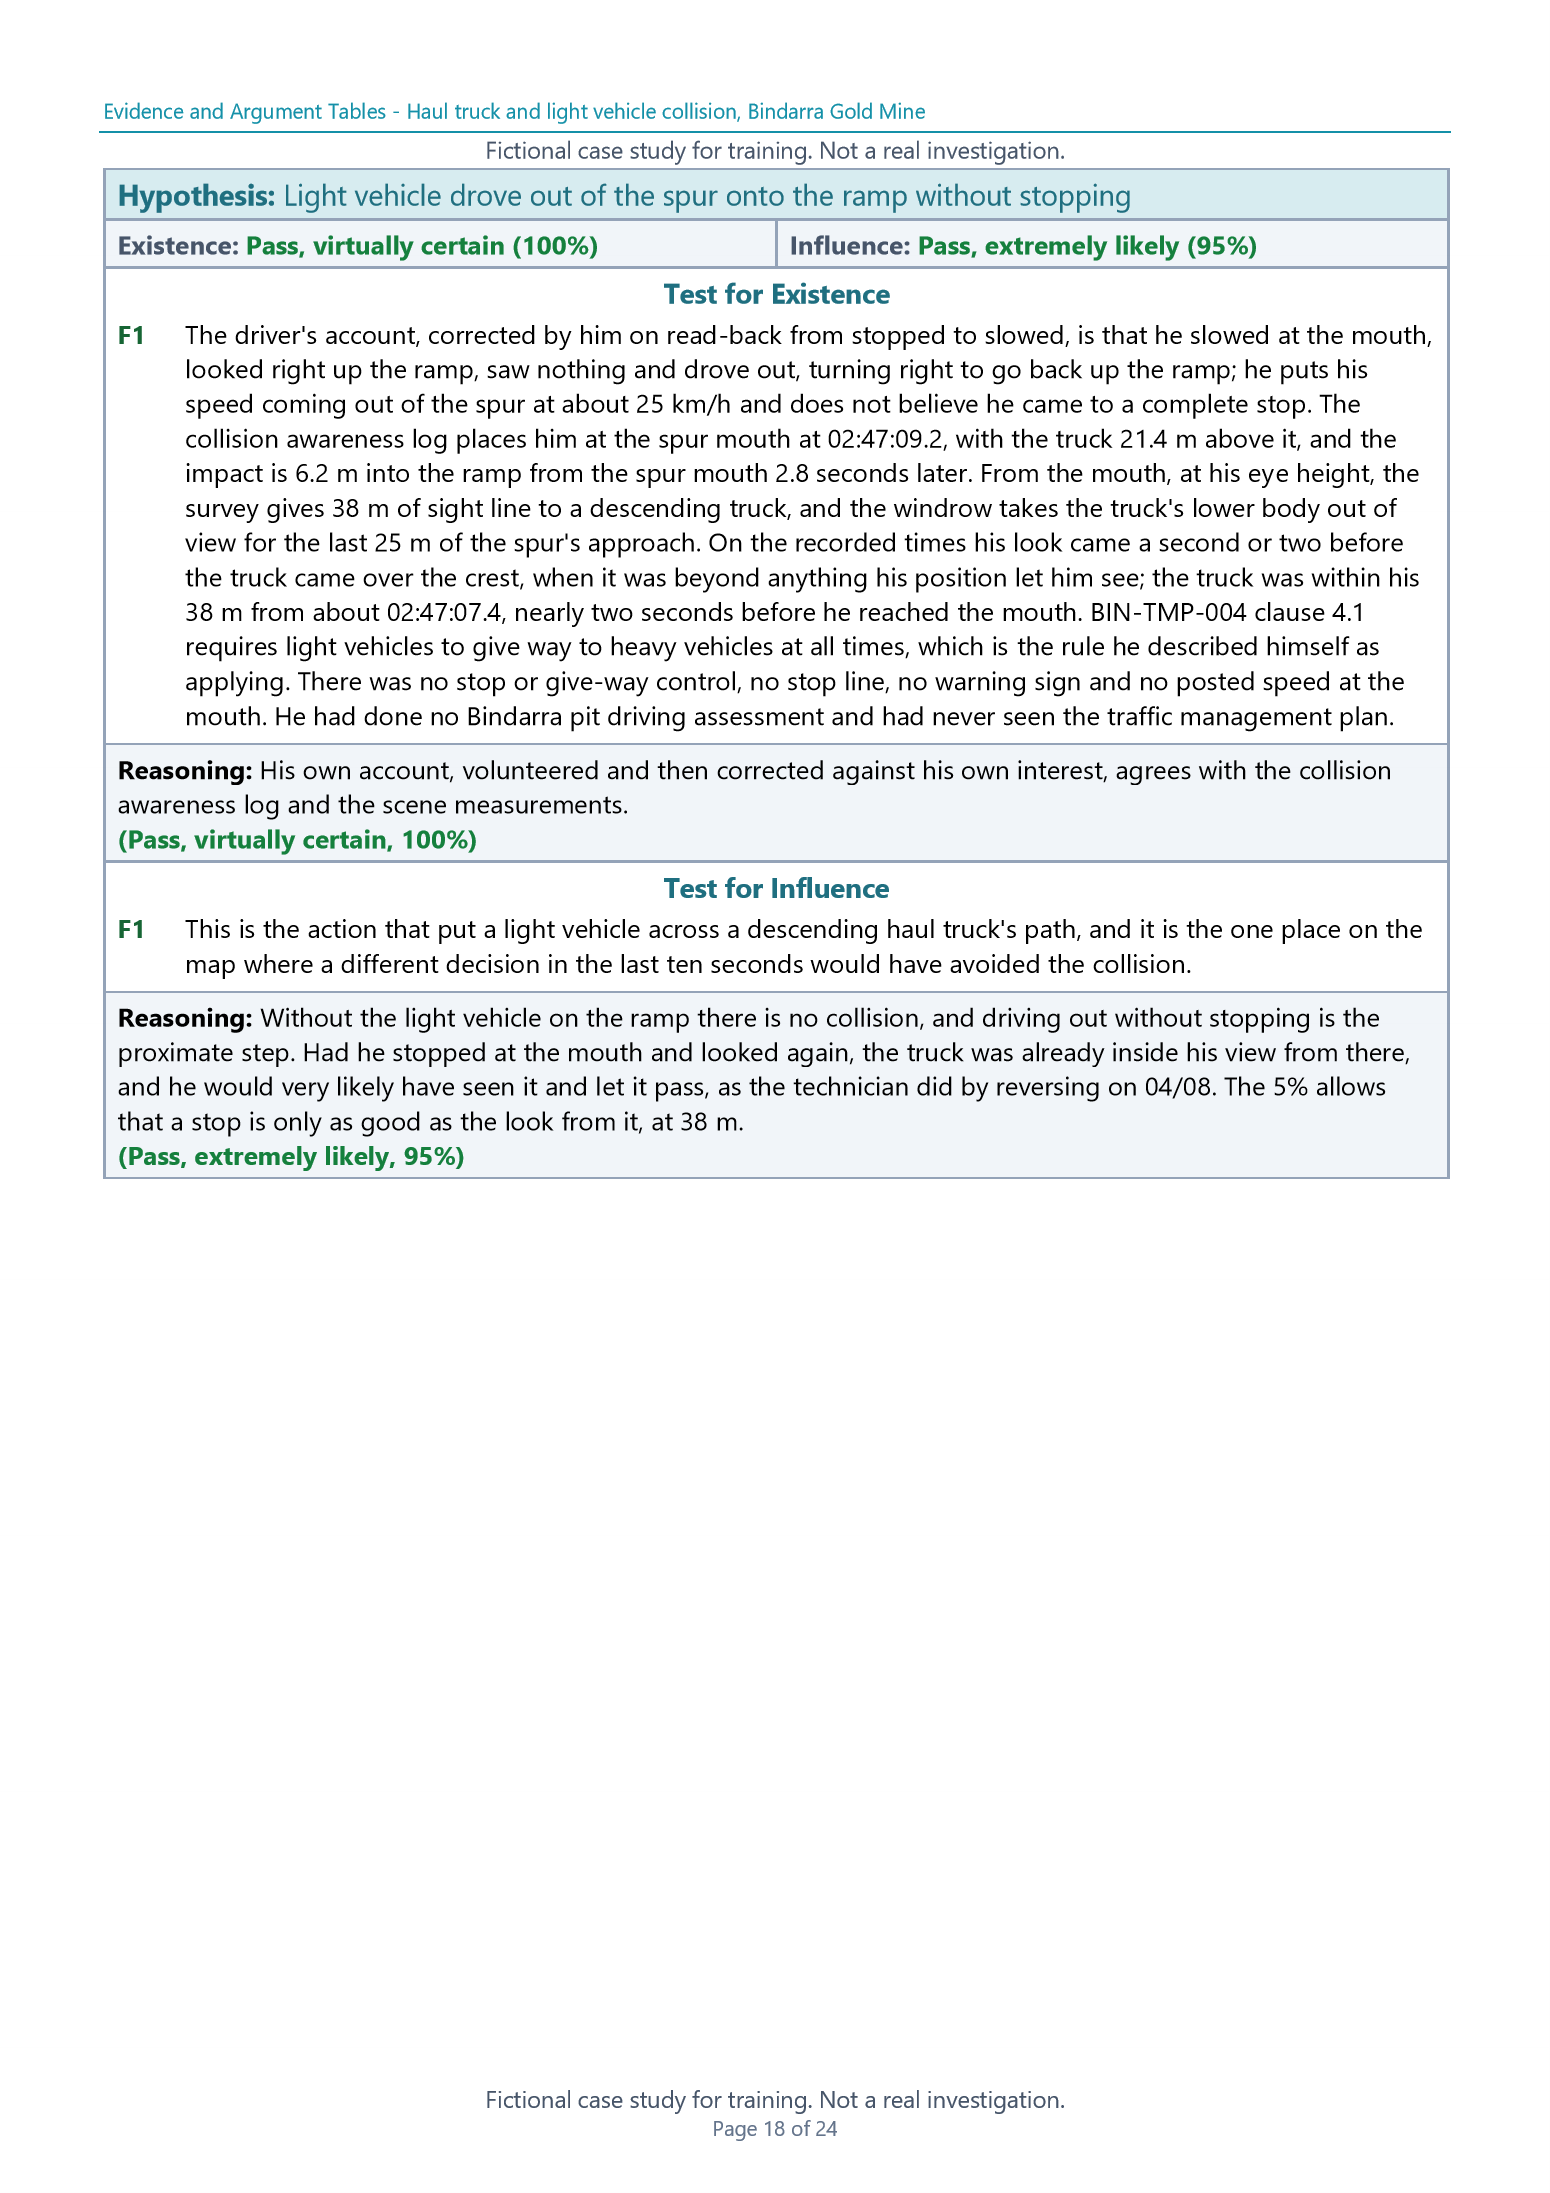 Evidence and Argument Tables - Haul truck and light vehicle collision, Bindarra Gold Mine
Fictional case study for training. Not a real investigation.
Hypothesis: Light vehicle drove out of the spur onto the ramp without stopping
Existence: Pass, virtually certain (100%)
Influence: Pass, extremely likely (95%)
Test for Existence
F1 The driver's account, corrected by him on read-back from stopped to slowed, is that he slowed at the mouth,
looked right up the ramp, saw nothing and drove out, turning right to go back up the ramp; he puts his
speed coming out of the spur at about 25 km/h and does not believe he came to a complete stop. The
collision awareness log places him at the spur mouth at 02:47:09.2, with the truck 21.4 m above it, and the
impact is 6.2 m into the ramp from the spur mouth 2.8 seconds later. From the mouth, at his eye height, the
survey gives 38 m of sight line to a descending truck, and the windrow takes the truck's lower body out of
view for the last 25 m of the spur's approach. On the recorded times his look came a second or two before
the truck came over the crest, when it was beyond anything his position let him see; the truck was within his
38 m from about 02:47:07.4, nearly two seconds before he reached the mouth. BIN-TMP-004 clause 4.1
requires light vehicles to give way to heavy vehicles at all times, which is the rule he described himself as
applying. There was no stop or give-way control, no stop line, no warning sign and no posted speed at the
mouth. He had done no Bindarra pit driving assessment and had never seen the traffic management plan.
Reasoning: His own account, volunteered and then corrected against his own interest, agrees with the collision
awareness log and the scene measurements.
(Pass, virtually certain, 100%)
Test for Influence
F1 This is the action that put a light vehicle across a descending haul truck's path, and it is the one place on the
map where a different decision in the last ten seconds would have avoided the collision.
Reasoning: Without the light vehicle on the ramp there is no collision, and driving out without stopping is the
proximate step. Had he stopped at the mouth and looked again, the truck was already inside his view from there,
and he would very likely have seen it and let it pass, as the technician did by reversing on 04/08. The 5% allows
that a stop is only as good as the look from it, at 38 m.
(Pass, extremely likely, 95%)
Fictional case study for training. Not a real investigation.
Page 18 of 24